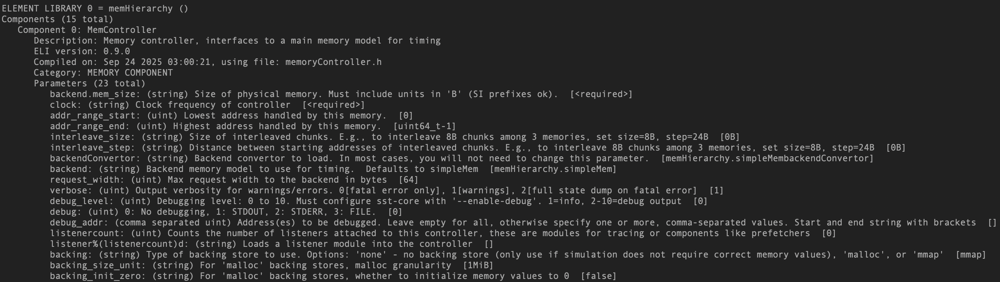 ELEMENT LIBRARY 0 = memHierarchy ()
Components (15 total)
   Component 0: MemController
      Description: Memory controller, interfaces to a main memory model for timing
      ELI version: 0.9.0
      Compiled on: Sep 24 2025 03:00:21, using file: memoryController.h
      Category: MEMORY COMPONENT
      Parameters (23 total)
         backend.mem_size: (string) Size of physical memory. Must include units in 'B' (SI prefixes ok).  [<required>]
         clock: (string) Clock frequency of controller  [<required>]
         addr_range_start: (uint) Lowest address handled by this memory.  [0]
         addr_range_end: (uint) Highest address handled by this memory.  [uint64_t-1]
         interleave_size: (string) Size of interleaved chunks. E.g., to interleave 8B chunks among 3 memories, set size=8B, step=24B  [0B]
         interleave_step: (string) Distance between starting addresses of interleaved chunks. E.g., to interleave 8B chunks among 3 memories, set size=8B, step=24B  [0B]
         backendConvertor: (string) Backend convertor to load. In most cases, you will not need to change this parameter.  [memHierarchy.simpleMembackendConvertor]
         backend: (string) Backend memory model to use for timing.  Defaults to simpleMem  [memHierarchy.simpleMem]
         request_width: (uint) Max request width to the backend in bytes  [64]
         verbose: (uint) Output verbosity for warnings/errors. 0[fatal error only], 1[warnings], 2[full state dump on fatal error]  [1]
         debug_level: (uint) Debugging level: 0 to 10. Must configure sst-core with '--enable-debug'. 1=info, 2-10=debug output  [0]
         debug: (uint) 0: No debugging, 1: STDOUT, 2: STDERR, 3: FILE.  [0]
         debug_addr: (comma separated uint) Address(es) to be debugged. Leave empty for all, otherwise specify one or more, comma-separated values. Start and end string with brackets  []
         listenercount: (uint) Counts the number of listeners attached to this controller, these are modules for tracing or components like prefetchers  [0]
         listener%(listenercount)d: (string) Loads a listener module into the controller  []
         backing: (string) Type of backing store to use. Options: 'none' - no backing store (only use if simulation does not require correct memory values), 'malloc', or 'mmap'  [mmap]
         backing_size_unit: (string) For 'malloc' backing stores, malloc granularity  [1MiB]
         backing_init_zero: (string) For 'malloc' backing stores, whether to initialize memory values to 0  [false]